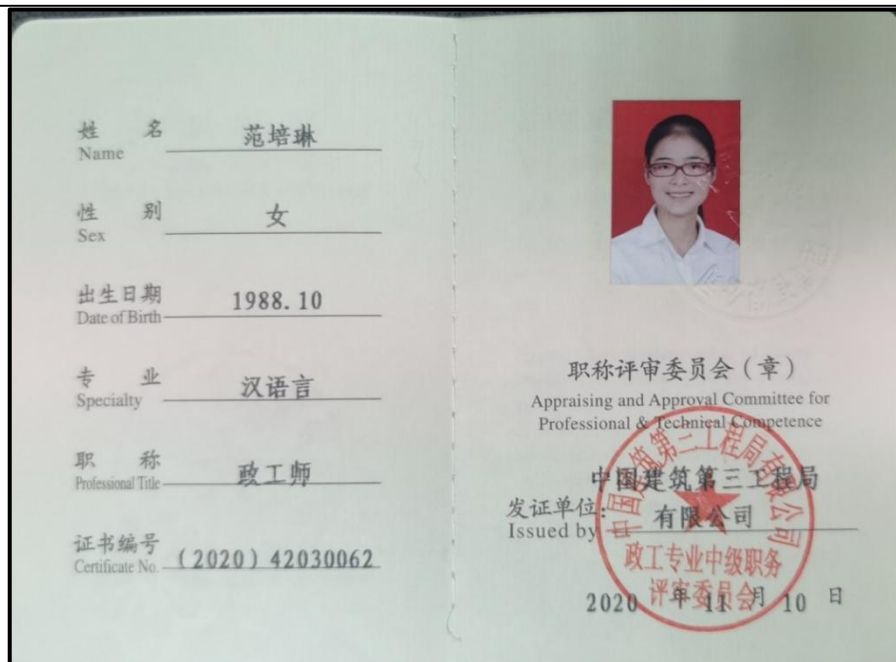 姓名 范培琳
Name
性别 女
Sex
出生日期 1988.10
Date of Birth
专业 汉语言
Specialty
职称 政工师
Professional Title
证书编号 (2020) 42030062
Certificate No.
职称评审委员会（章）
Appraising and Approval Committee for
Professional & Technical Competence
中国建筑第三工程局
发证单位： 有限公司
Issued by
2020 年 11 月 10 日
中国建筑第三工程局有限公司
政工专业中级职务
评审委员会